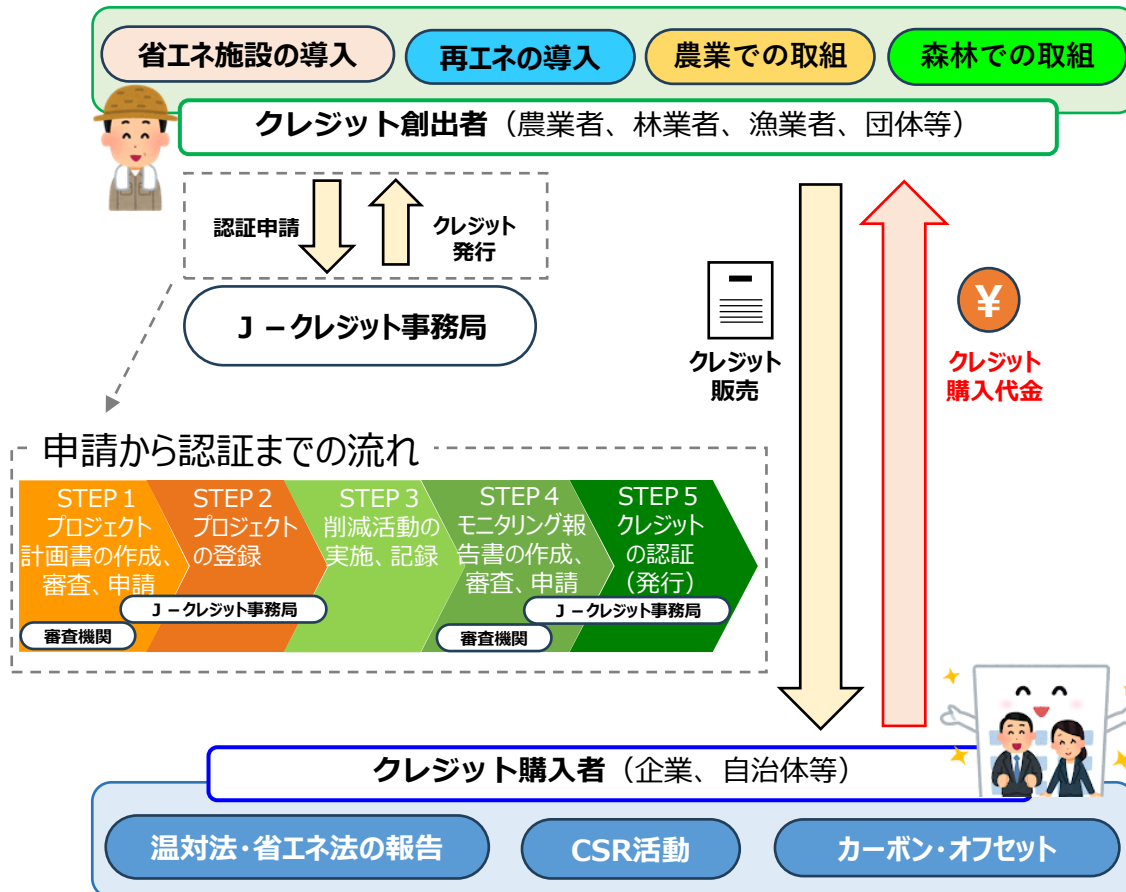 省エネ施設の導入
再エネの導入
農業での取組
森林での取組
クレジット創出者（農業者、林業者、漁業者、団体等）
認証申請
クレジット
発行
J－クレジット事務局
クレジット
販売
¥
クレジット
購入代金
申請から認証までの流れ
STEP１
プロジェクト
計画書の作成、
審査、申請
STEP２
プロジェクト
の登録
STEP３
削減活動の
実施、記録
STEP４
モニタリング報
告書の作成、
審査、申請
STEP５
クレジット
の認証
（発行）
J－クレジット事務局
J－クレジット事務局
審査機関
審査機関
クレジット購入者（企業、自治体等）
温対法・省エネ法の報告
CSR活動
カーボン・オフセット